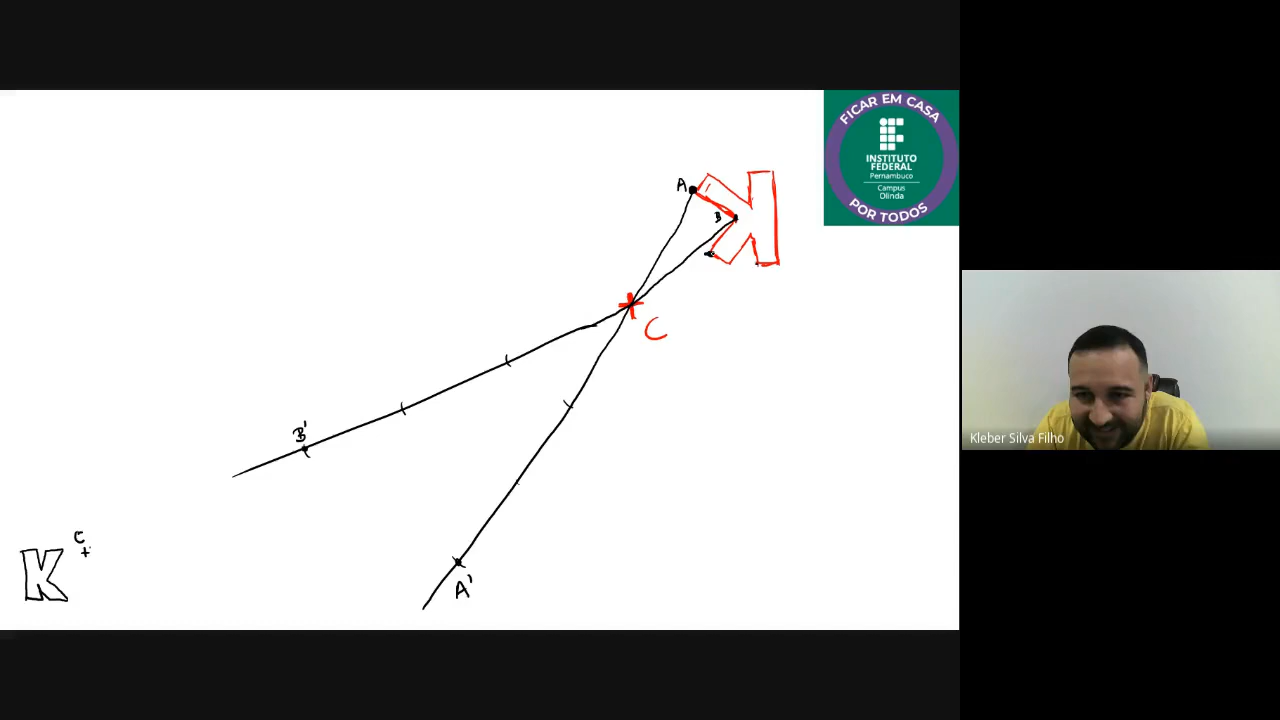 FICAR EM CASA
INSTITUTO
FEDERAL
Pernambuco
Campus
Olinda
POR TODOS
A
B
C
B'
A'
C
K
Kleber Silva Filho